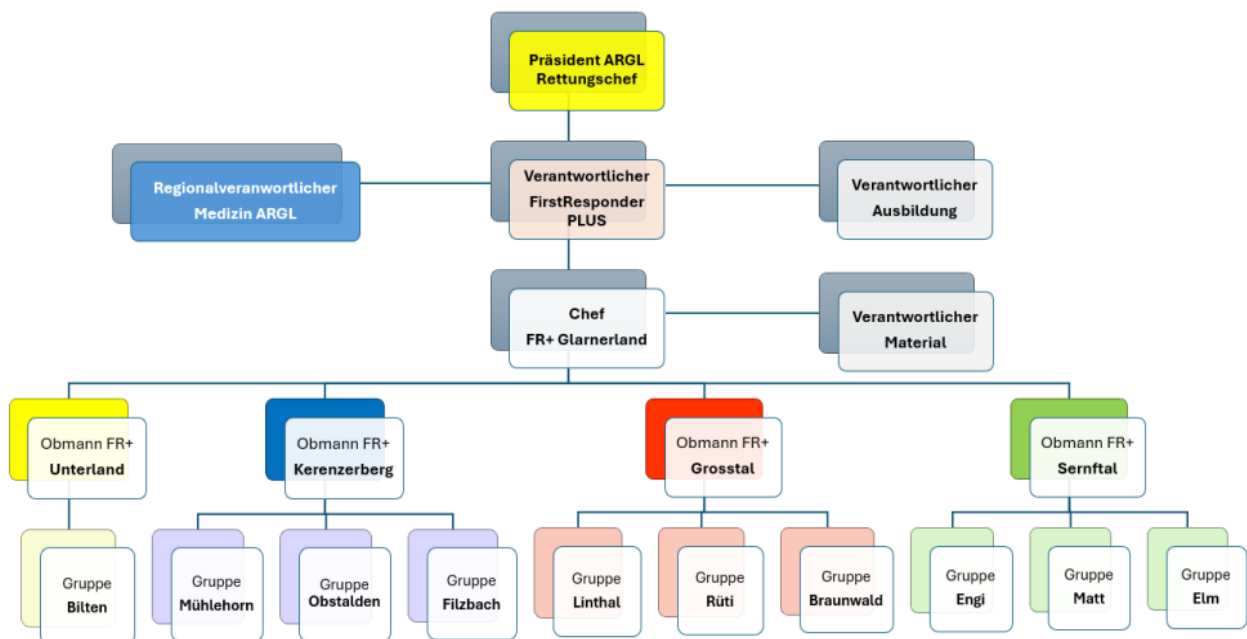 Präsident ARGL
Rettungschef
Regionalveranwortlicher
Medizin ARGL
Verantwortlicher
FirstResponder
PLUS
Verantwortlicher
Ausbildung
Chef
FR+ Glarnerland
Verantwortlicher
Material
Obmann FR+
Unterland
Obmann FR+
Kerenzerberg
Obmann FR+
Grosstal
Obmann FR+
Sernftal
Gruppe
Bilten
Gruppe
Mühlehorn
Gruppe
Obstalden
Gruppe
Filzbach
Gruppe
Linthal
Gruppe
Rüti
Gruppe
Braunwald
Gruppe
Engi
Gruppe
Matt
Gruppe
Elm